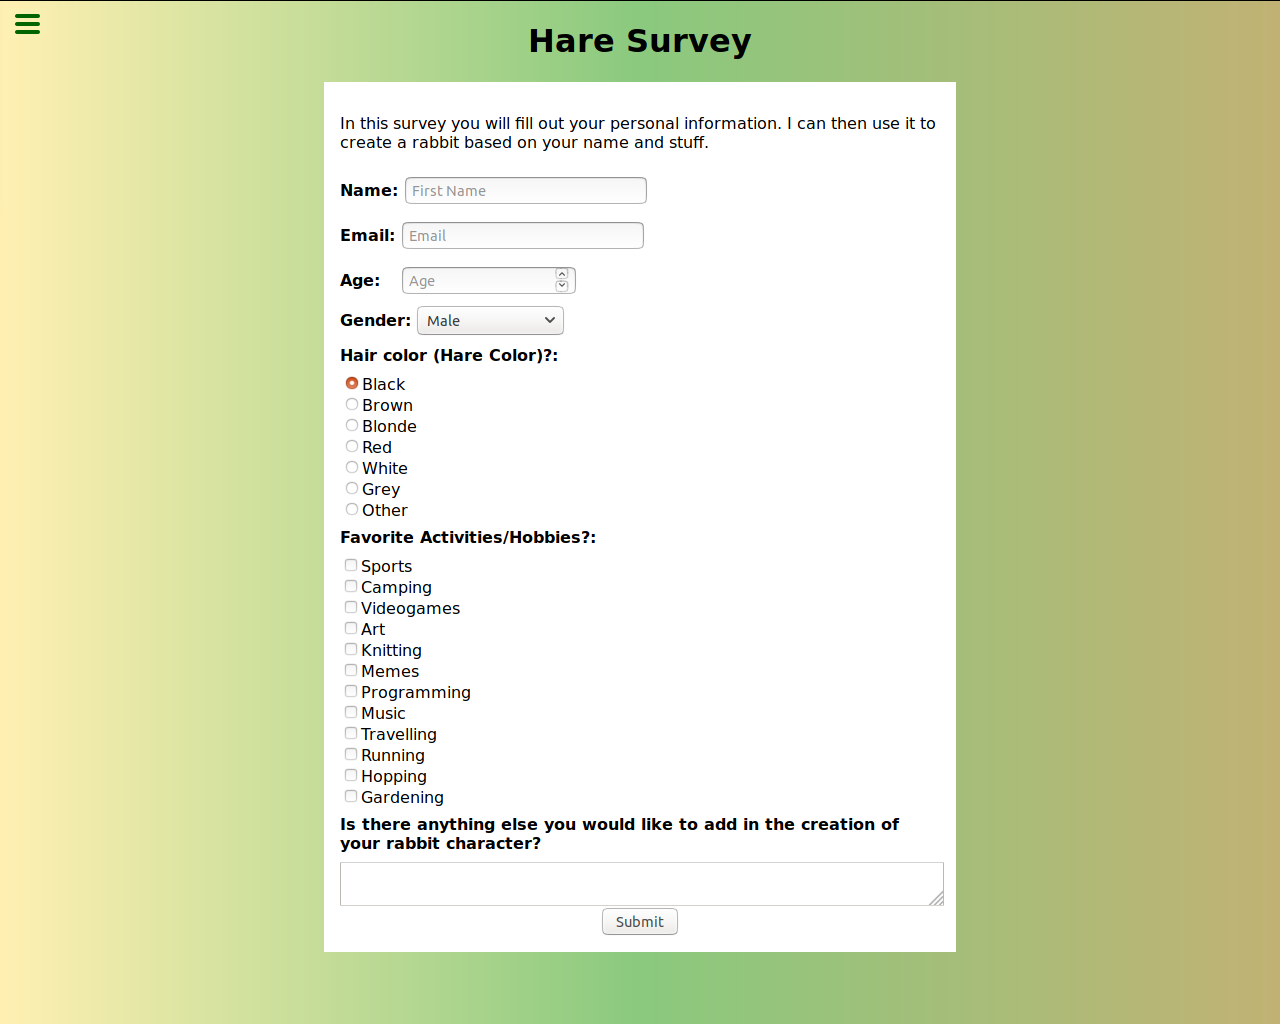 Hare Survey
In this survey you will fill out your personal information. I can then use it to
create a rabbit based on your name and stuff.
Name: First Name
Email: Email
Age: Age
Gender: Male
Hair color (Hare Color)?:
Black
Brown
Blonde
Red
White
Grey
Other
Favorite Activities/Hobbies?:
Sports
Camping
Videogames
Art
Knitting
Memes
Programming
Music
Travelling
Running
Hopping
Gardening
Is there anything else you would like to add in the creation of
your rabbit character?
Submit